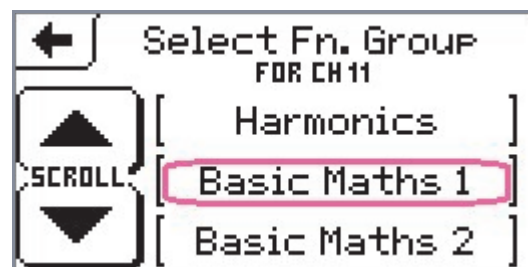 Select Fn. Group
FOR CH 11
Harmonics
SCROLL
Basic Maths 1
Basic Maths 2